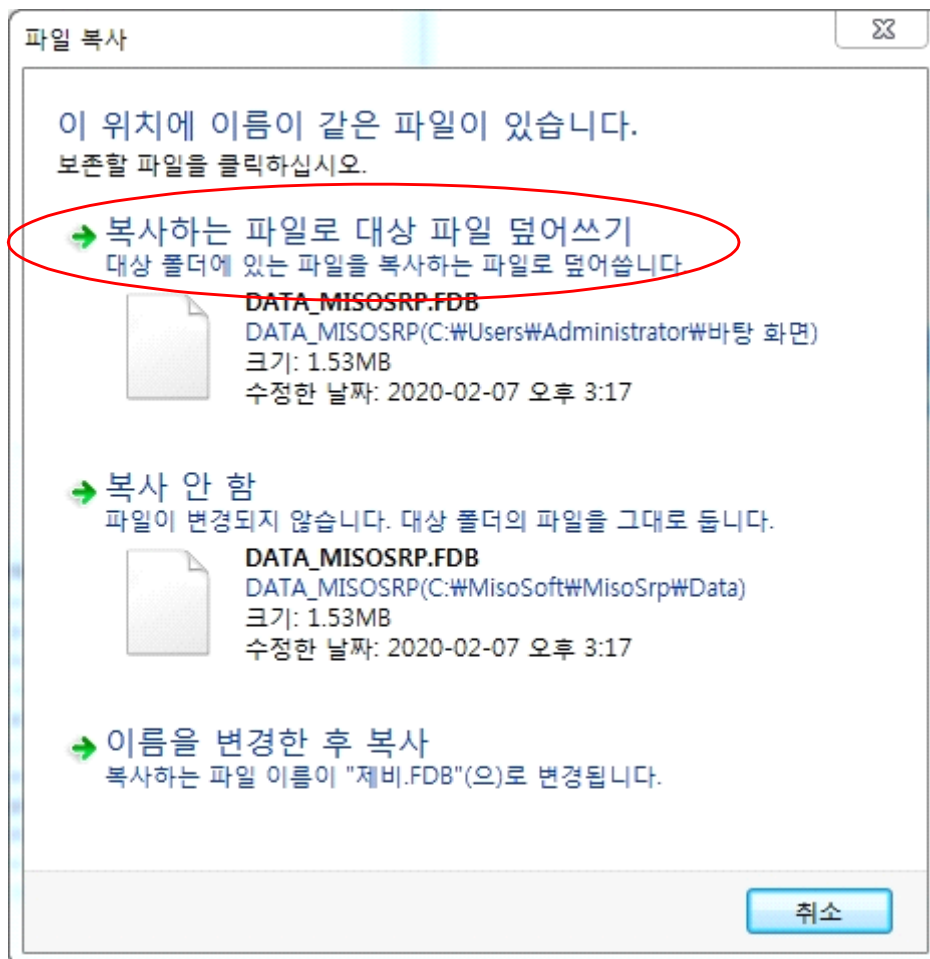 파일 복사
이 위치에 이름이 같은 파일이 있습니다.
보존할 파일을 클릭하십시오.
복사하는 파일로 대상 파일 덮어쓰기
대상 폴더에 있는 파일을 복사하는 파일로 덮어씁니다.
DATA_MISOSRP.FDB
DATA_MISOSRP(C:₩Users₩Administrator₩바탕 화면)
크기: 1.53MB
수정한 날짜: 2020-02-07 오후 3:17
복사 안 함
파일이 변경되지 않습니다. 대상 폴더의 파일을 그대로 둡니다.
DATA_MISOSRP.FDB
DATA_MISOSRP(C:₩MisoSoft₩MisoSrp₩Data)
크기: 1.53MB
수정한 날짜: 2020-02-07 오후 3:17
이름을 변경한 후 복사
복사하는 파일 이름이 "제비.FDB"(으)로 변경됩니다.
취소